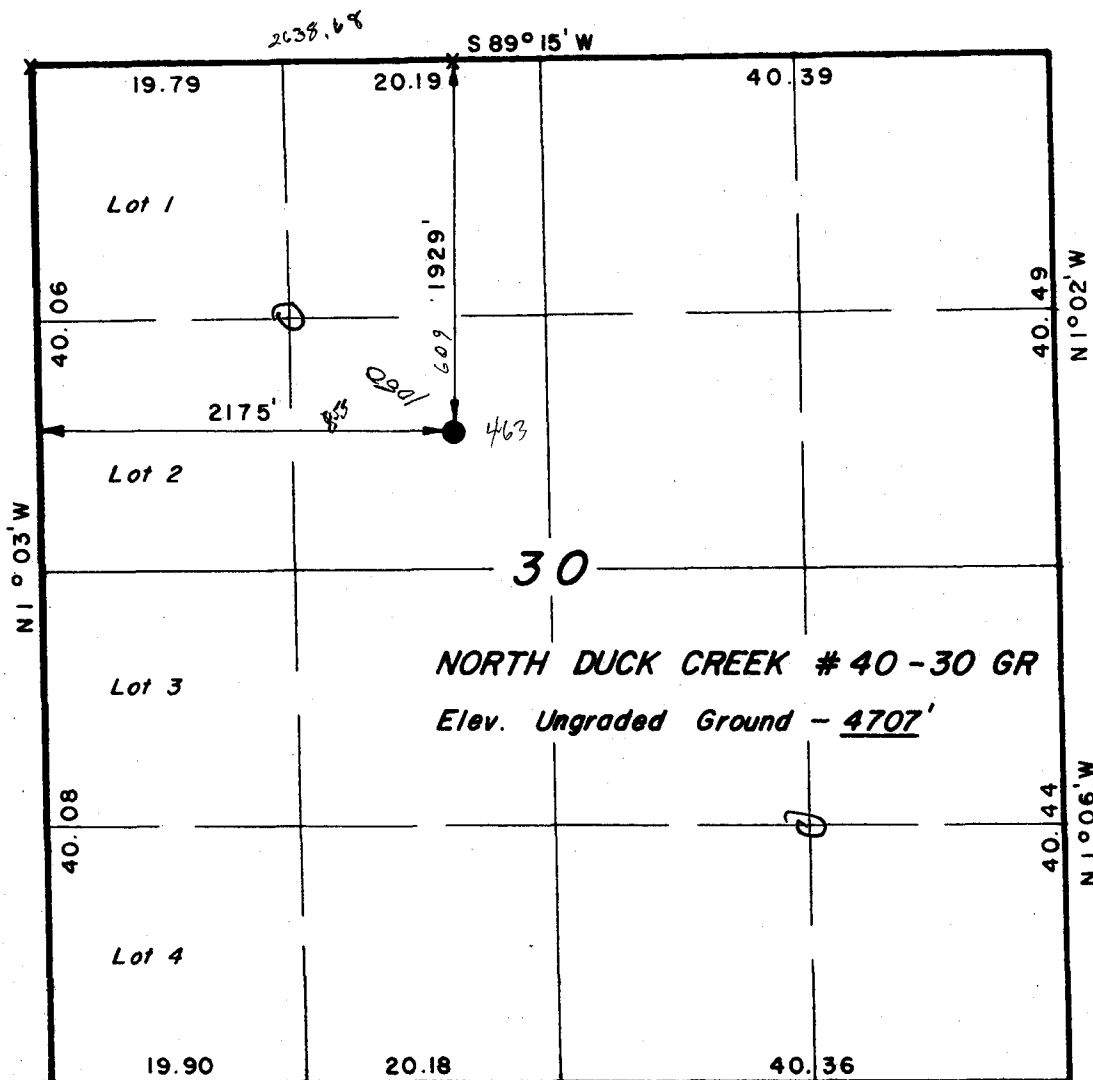 2638.68
S 89° 15' W
19.79 20.19 40.39
Lot 1
1929'
609
40.06
40.49
N 1° 02' W
1080
2175'
855
463
Lot 2
N 1° 03' W
30
NORTH DUCK CREEK # 40-30 GR
Lot 3
Elev. Ungraded Ground - 4707'
40.08
40.44
N 1° 06' W
Lot 4
19.90 20.18 40.36